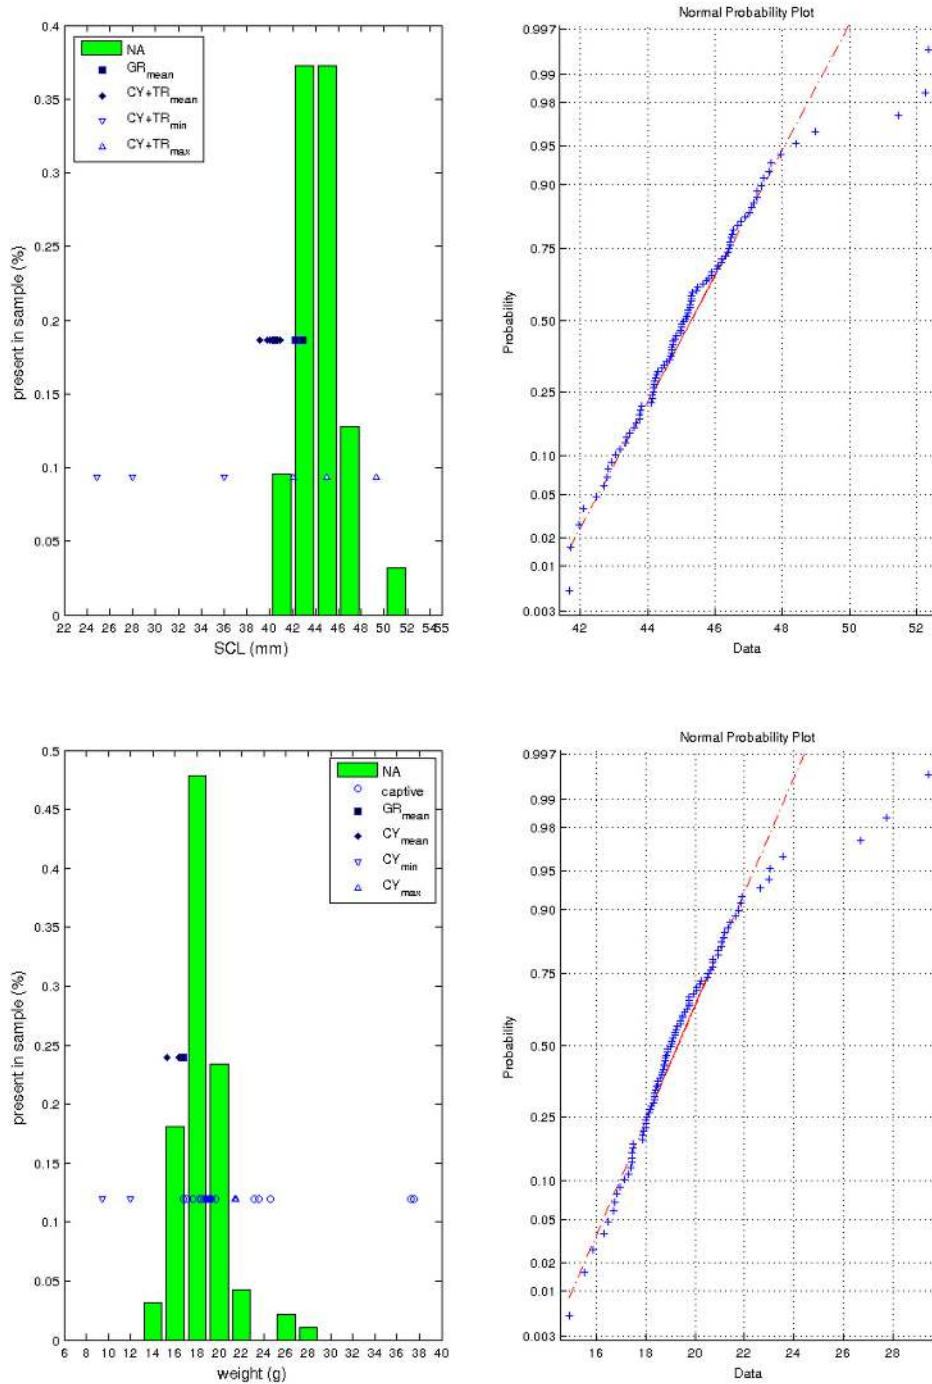 0.4
0.35
0.3
0.25
0.2
0.15
0.1
0.05
0
present in sample (%)
NA
GRmean
CY+TRmean
CY+TRmin
CY+TRmax
22 24 26 28 30 32 34 36 38 40 42 44 46 48 50 52 54 55
SCL (mm)
Normal Probability Plot
0.997
0.99
0.98
0.95
0.90
0.75
0.50
0.25
0.10
0.05
0.02
0.01
0.003
Probability
42 44 46 48 50 52
Data
0.5
0.45
0.4
0.35
0.3
0.25
0.2
0.15
0.1
0.05
0
present in sample (%)
NA
captive
GRmean
CYmean
CYmin
CYmax
6 8 10 12 14 16 18 20 22 24 26 28 30 32 34 36 38 40
weight (g)
Normal Probability Plot
0.997
0.99
0.98
0.95
0.90
0.75
0.50
0.25
0.10
0.05
0.02
0.01
0.003
Probability
16 18 20 22 24 26 28
Data